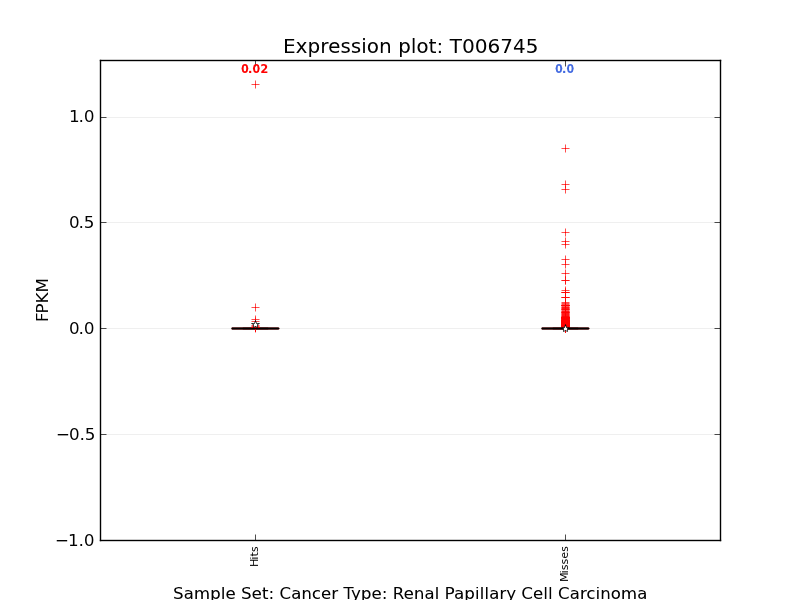 Expression plot: T006745
0.02
0.0
1.0
0.5
0.0
−0.5
−1.0
FPKM
Hits
Misses
Sample Set: Cancer Type: Renal Papillary Cell Carcinoma